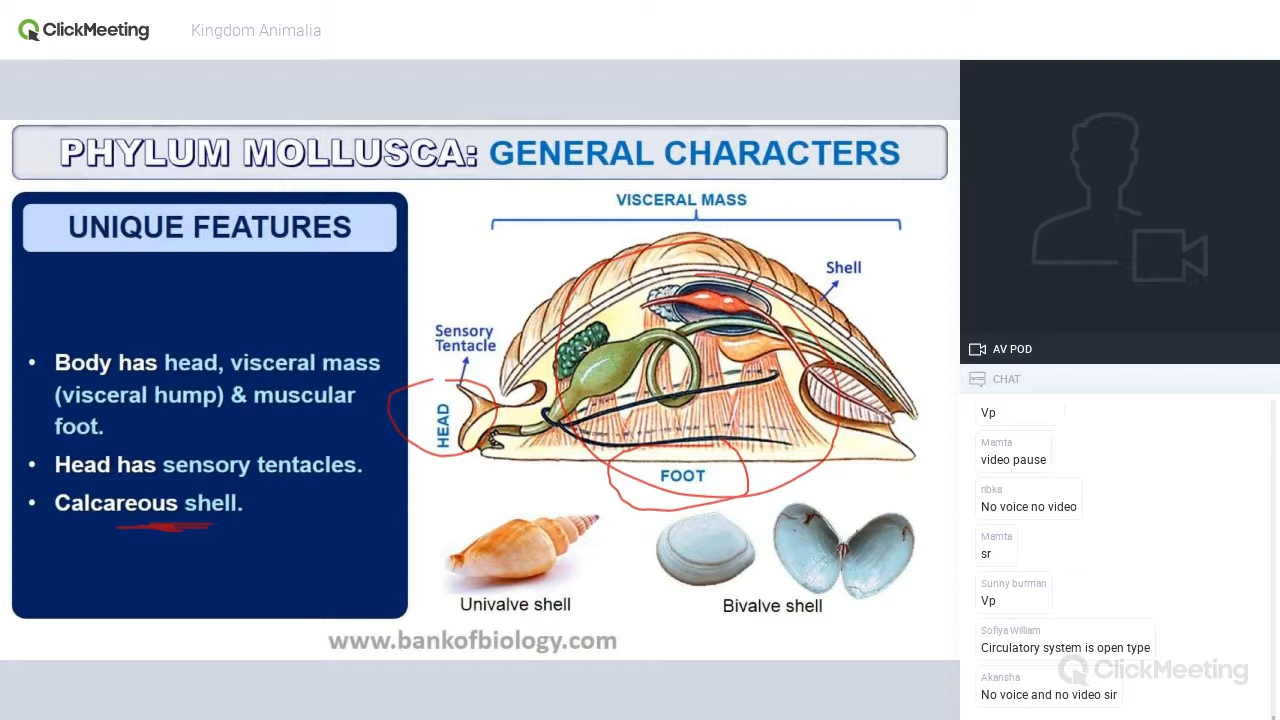 ClickMeeting
Kingdom Animalia
PHYLUM MOLLUSCA: GENERAL CHARACTERS
UNIQUE FEATURES
• Body has head, visceral mass
(visceral hump) & muscular
foot.
• Head has sensory tentacles.
• Calcareous shell.
VISCERAL MASS
Shell
Sensory
Tentacle
HEAD
FOOT
Univalve shell
Bivalve shell
www.bankofbiology.com
AV POD
CHAT
Vp
Mamta
video pause
ribka
No voice no video
Mamta
sr
Sunny burman
Vp
Sofiya William
Circulatory system is open type
Akansha
No voice and no video sir
ClickMeeting